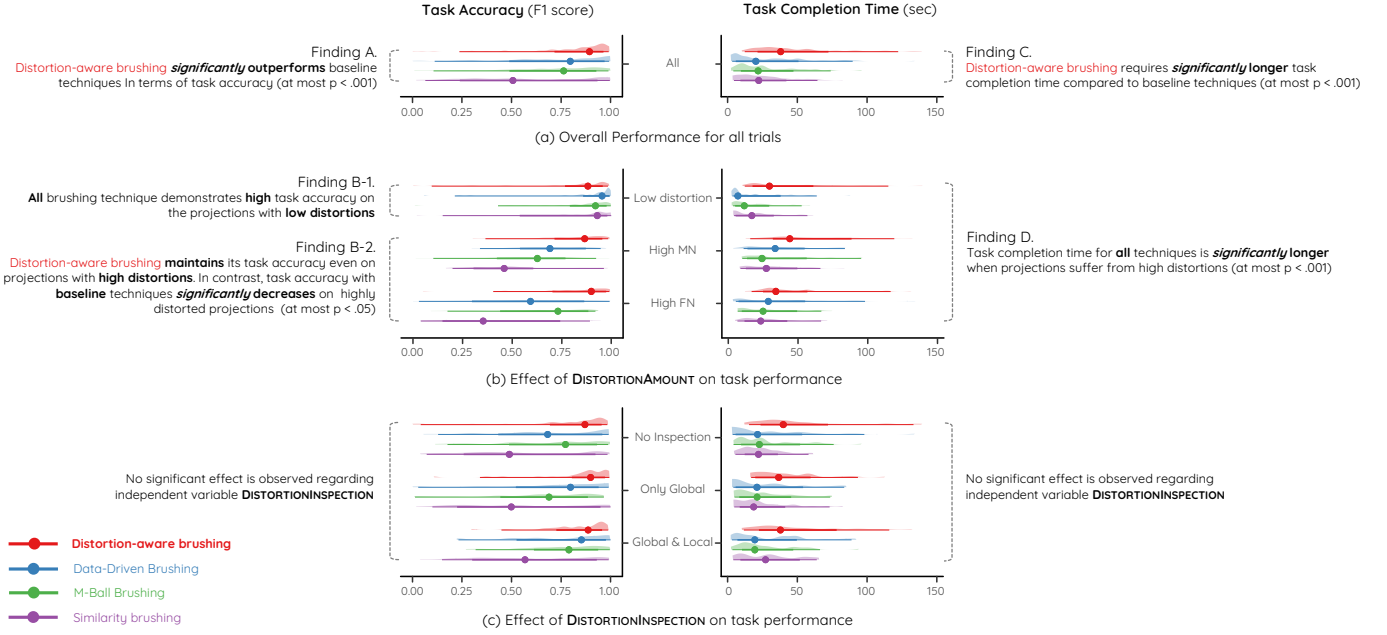 Task Accuracy (F1 score)
Task Completion Time (sec)
Finding A.
Distortion-aware brushing significantly outperforms baseline
techniques In terms of task accuracy (at most p < .001)
All
Finding C.
Distortion-aware brushing requires significantly longer task
completion time compared to baseline techniques (at most p < .001)
0.00 0.25 0.50 0.75 1.00
0 50 100 150
(a) Overall Performance for all trials
Finding B-1.
All brushing technique demonstrates high task accuracy on
the projections with low distortions
Finding B-2.
Distortion-aware brushing maintains its task accuracy even on
projections with high distortions. In contrast, task accuracy with
baseline techniques significantly decreases on highly
distorted projections (at most p < .05)
Low distortion
High MN
High FN
Finding D.
Task completion time for all techniques is significantly longer
when projections suffer from high distortions (at most p < .001)
0.00 0.25 0.50 0.75 1.00
0 50 100 150
(b) Effect of DISTORTIONAMOUNT on task performance
No significant effect is observed regarding
independent variable DISTORTIONINSPECTION
No Inspection
Only Global
Global & Local
No significant effect is observed regarding
independent variable DISTORTIONINSPECTION
0.00 0.25 0.50 0.75 1.00
0 50 100 150
(c) Effect of DISTORTIONINSPECTION on task performance
Distortion-aware brushing
Data-Driven Brushing
M-Ball Brushing
Similarity brushing